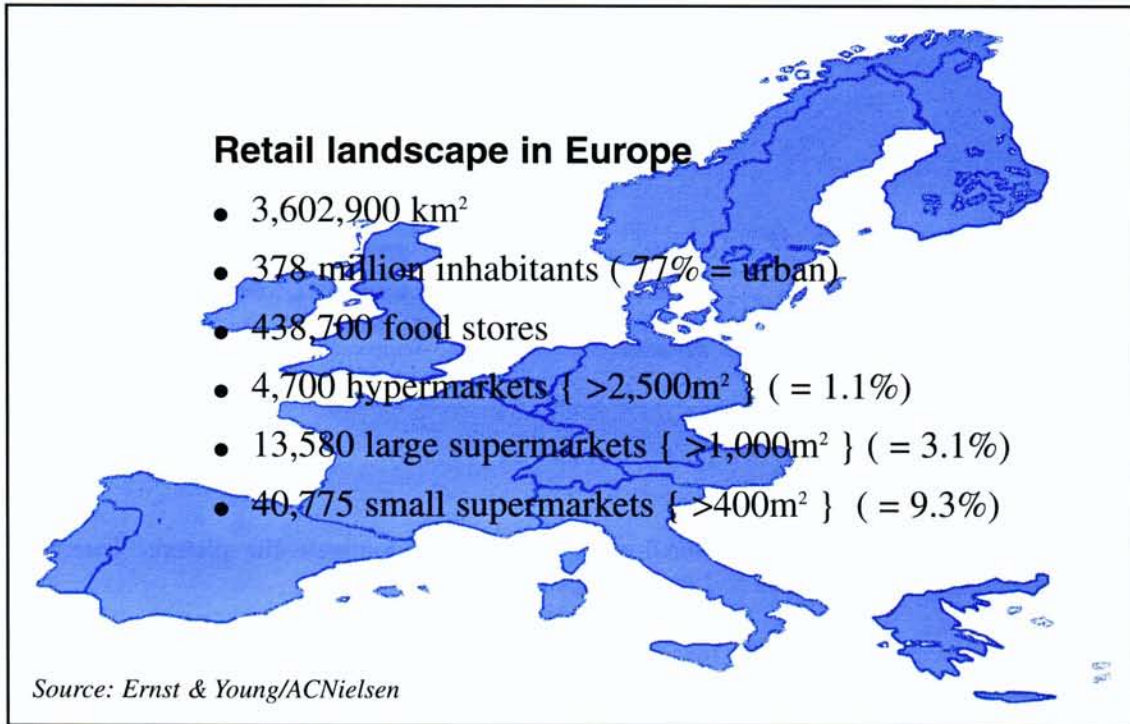 Retail landscape in Europe
● 3,602,900 km²
● 378 million inhabitants ( 77% = urban)
● 438,700 food stores
● 4,700 hypermarkets { >2,500m² } ( = 1.1%)
● 13,580 large supermarkets { >1,000m² } ( = 3.1%)
● 40,775 small supermarkets { >400m² } ( = 9.3%)
Source: Ernst & Young/ACNielsen